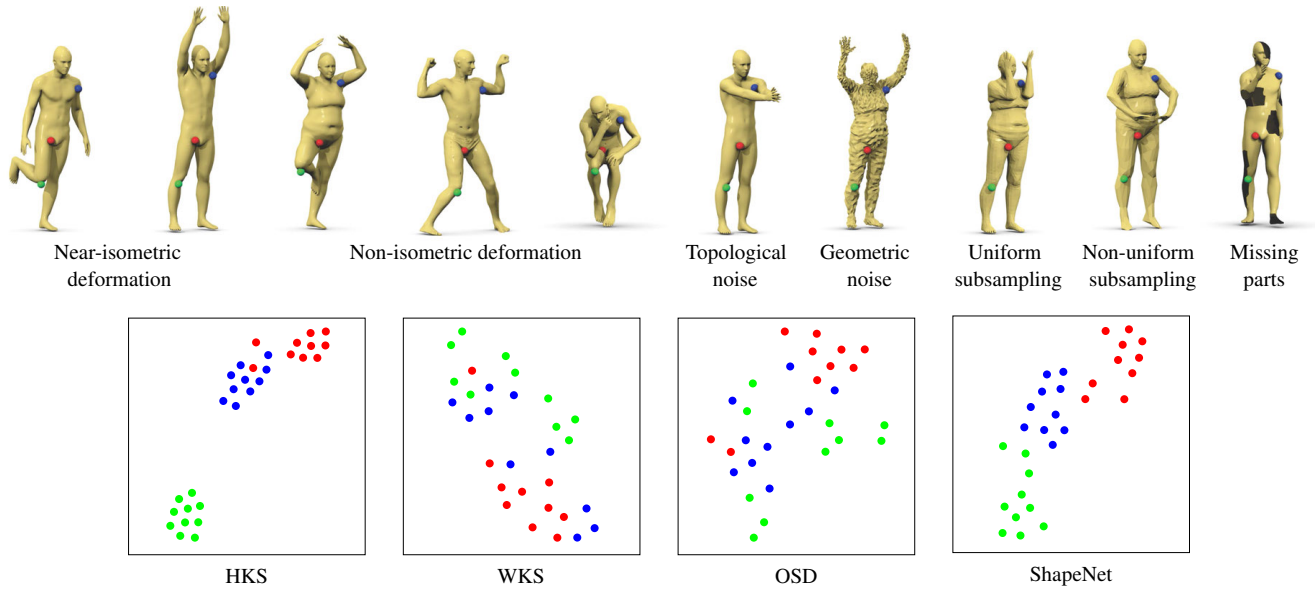 Near-isometric
deformation
Non-isometric deformation
Topological
noise
Geometric
noise
Uniform
subsampling
Non-uniform
subsampling
Missing
parts
HKS
WKS
OSD
ShapeNet